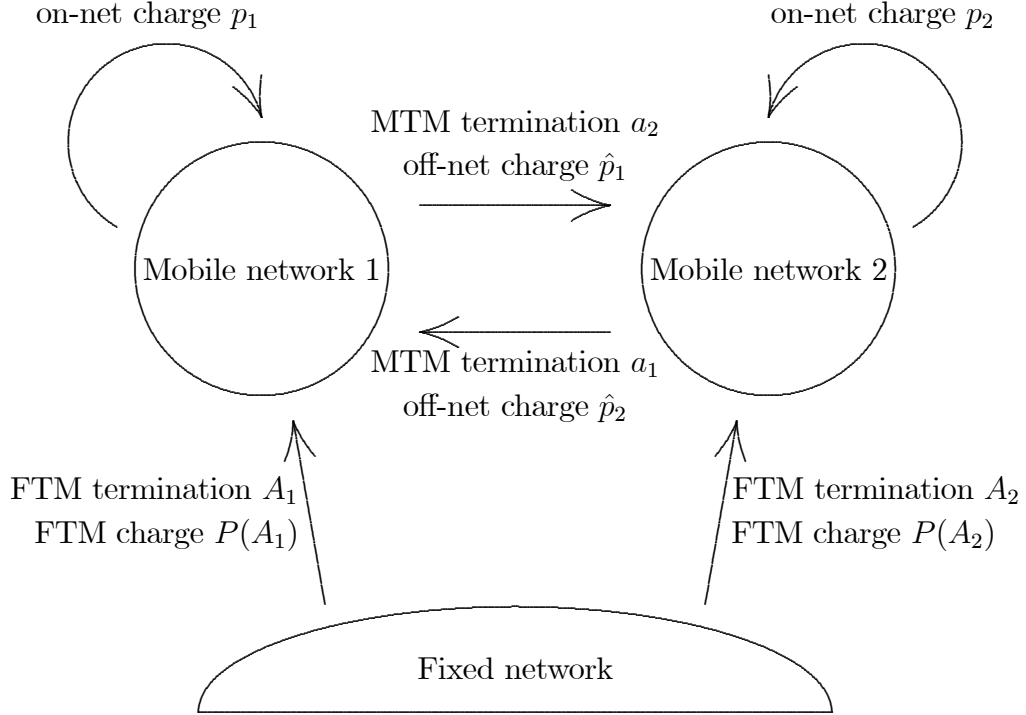 on-net charge $p_1$
on-net charge $p_2$
MTM termination $a_2$
off-net charge $\hat{p}_1$
Mobile network 1
Mobile network 2
MTM termination $a_1$
off-net charge $\hat{p}_2$
FTM termination $A_1$
FTM charge $P(A_1)$
FTM termination $A_2$
FTM charge $P(A_2)$
Fixed network